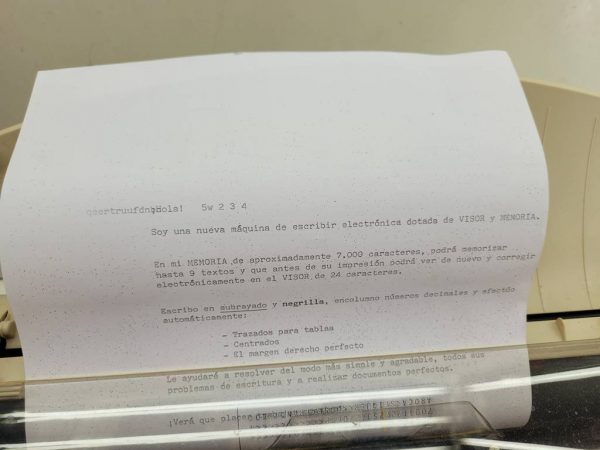 qecrtruufdnçHola!   5w 2 3 4
Soy una nueva máquina de escribir electrónica dotada de VISOR y MEMORIA.
En mi MEMORIA de aproximadamente 7.000 caracteres, podrá memorizar
hasta 9 textos y que antes de su impresión podrá ver de nuevo y corregir
electrónicamente en el VISOR de 24 caracteres.
Escribo en subrayado y negrilla, encolumno números decimales y efectúo
automáticamente:
- Trazados para tablas
- Centrados
- El margen derecho perfecto
Le ayudaré a resolver del modo más simple y agradable, todos sus
problemas de escritura y a realizar documentos perfectos.
¡Verá que placer